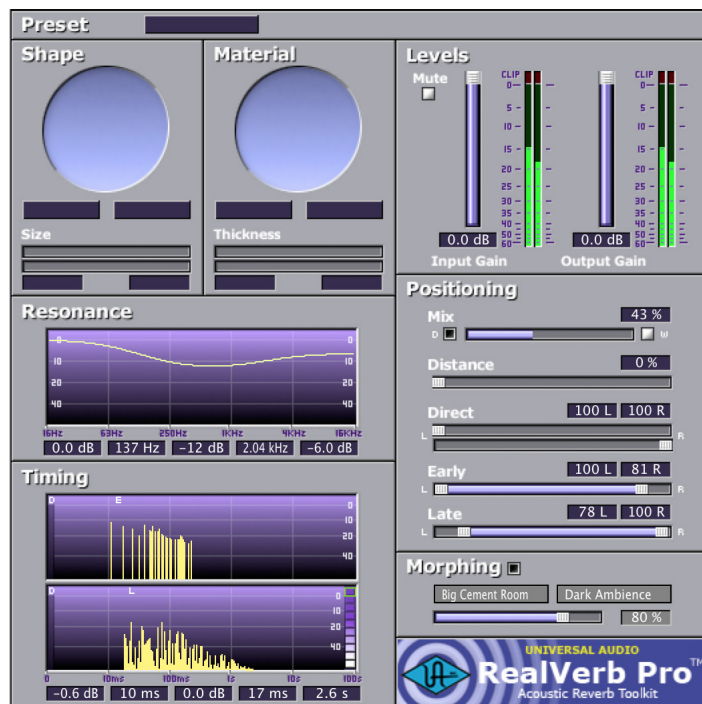 Preset
Shape
Material
Size
Thickness
Levels
Mute
CLIP CLIP
0 0
5 5
10 10
15 15
20 20
25 25
30 30
35 35
40 40
50 50
60 60
0.0 dB 0.0 dB
Input Gain Output Gain
Resonance
0
10
20
40
16Hz 63Hz 250Hz 1KHz 4KHz 16KHz
0.0 dB 137 Hz −12 dB 2.04 kHz −6.0 dB
Timing
D E
0
10
20
40
D L
0
10
20
40
0 10ms 100ms 1s 10s 100s
−0.6 dB 10 ms 0.0 dB 17 ms 2.6 s
Positioning
Mix 43 %
D W
Distance 0 %
Direct 100 L 100 R
L R
Early 100 L 81 R
L R
Late 78 L 100 R
L R
Morphing
Big Cement Room Dark Ambience
80 %
UNIVERSAL AUDIO
UA
RealVerb Pro™
Acoustic Reverb Toolkit